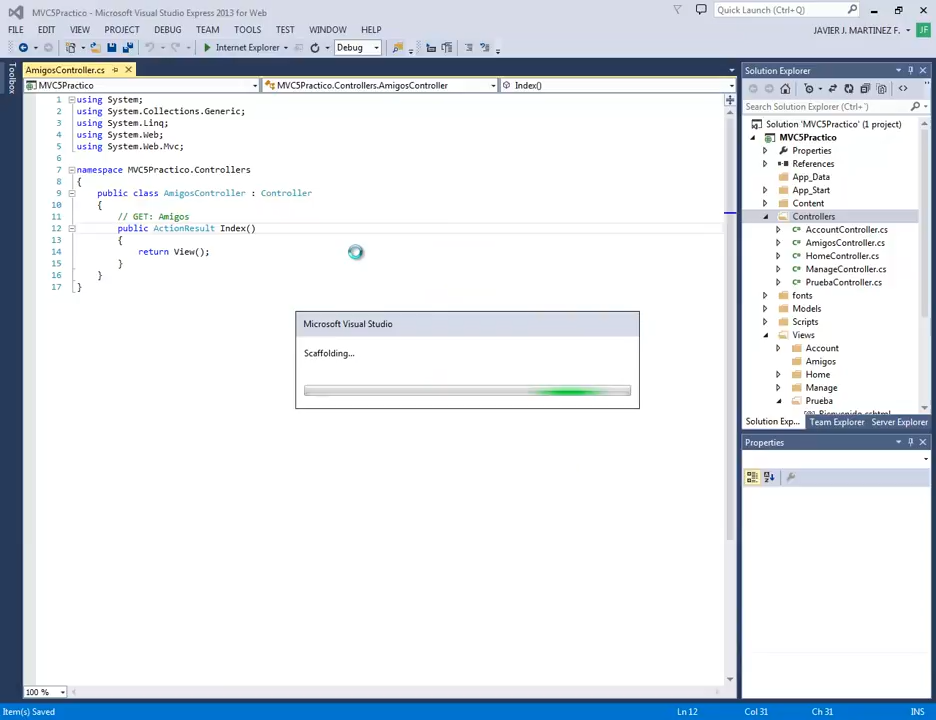 MVC5Practico - Microsoft Visual Studio Express 2013 for Web
Quick Launch (Ctrl+Q)
FILE EDIT VIEW PROJECT DEBUG TEAM TOOLS TEST WINDOW HELP
JAVIER J. MARTINEZ F. JF
Internet Explorer Debug
Toolbox
AmigosController.cs
MVC5Practico MVC5Practico.Controllers.AmigosController Index()
1 using System;
2 using System.Collections.Generic;
3 using System.Linq;
4 using System.Web;
5 using System.Web.Mvc;
6
7 namespace MVC5Practico.Controllers
8 {
9 public class AmigosController : Controller
10 {
11 // GET: Amigos
12 public ActionResult Index()
13 {
14 return View();
15 }
16 }
17 }
Microsoft Visual Studio
Scaffolding...
100 %
Solution Explorer
Search Solution Explorer (Ctrl+')
Solution 'MVC5Practico' (1 project)
MVC5Practico
Properties
References
App_Data
App_Start
Content
Controllers
AccountController.cs
AmigosController.cs
HomeController.cs
ManageController.cs
PruebaController.cs
fonts
Models
Scripts
Views
Account
Amigos
Home
Manage
Prueba
Bienvenido.cshtml
Solution Exp... Team Explorer Server Explorer
Properties
Item(s) Saved Ln 12 Col 31 Ch 31 INS